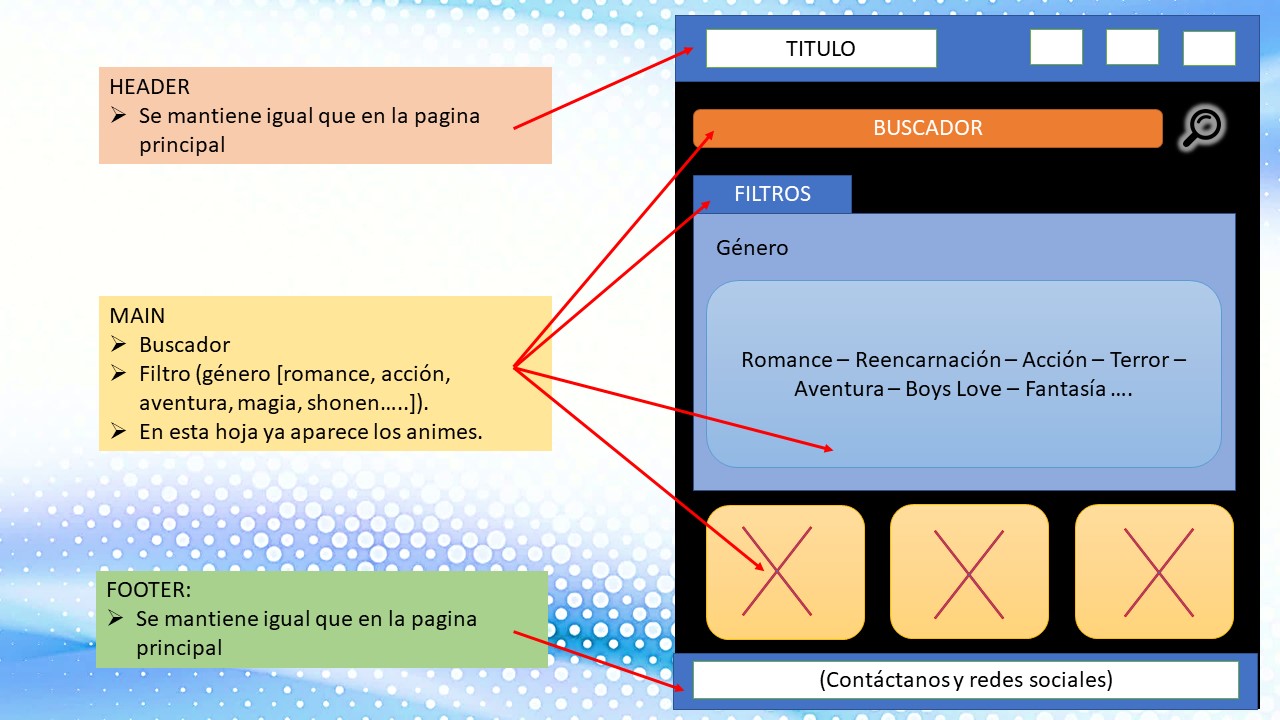 HEADER
➢ Se mantiene igual que en la pagina
principal
MAIN
➢ Buscador
➢ Filtro (género [romance, acción,
aventura, magia, shonen…..]).
➢ En esta hoja ya aparece los animes.
FOOTER:
➢ Se mantiene igual que en la pagina
principal
TITULO
BUSCADOR
FILTROS
Género
Romance – Reencarnación – Acción – Terror –
Aventura – Boys Love – Fantasía ….
(Contáctanos y redes sociales)